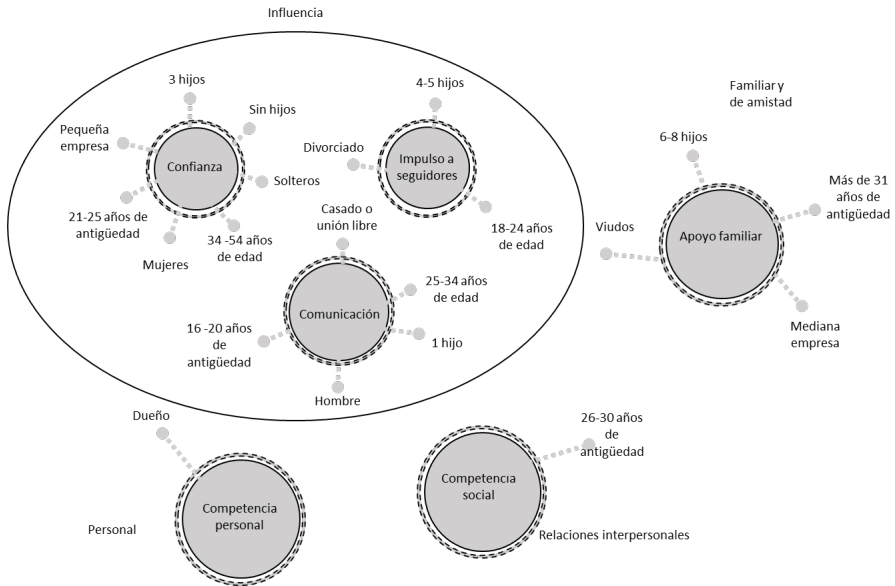 Influencia
3 hijos
Sin hijos
Pequeña
empresa
Confianza
Solteros
21-25 años de
antigüedad
Mujeres
34 -54 años
de edad
4-5 hijos
Divorciado
Impulso a
seguidores
18-24 años
de edad
Casado o
unión libre
25-34 años
de edad
Comunicación
16 -20 años
de
antigüedad
1 hijo
Hombre
Familiar y
de amistad
6-8 hijos
Más de 31
años de
antigüedad
Viudos
Apoyo familiar
Mediana
empresa
Dueño
Competencia
personal
Personal
26-30 años
de
antigüedad
Competencia
social
Relaciones interpersonales